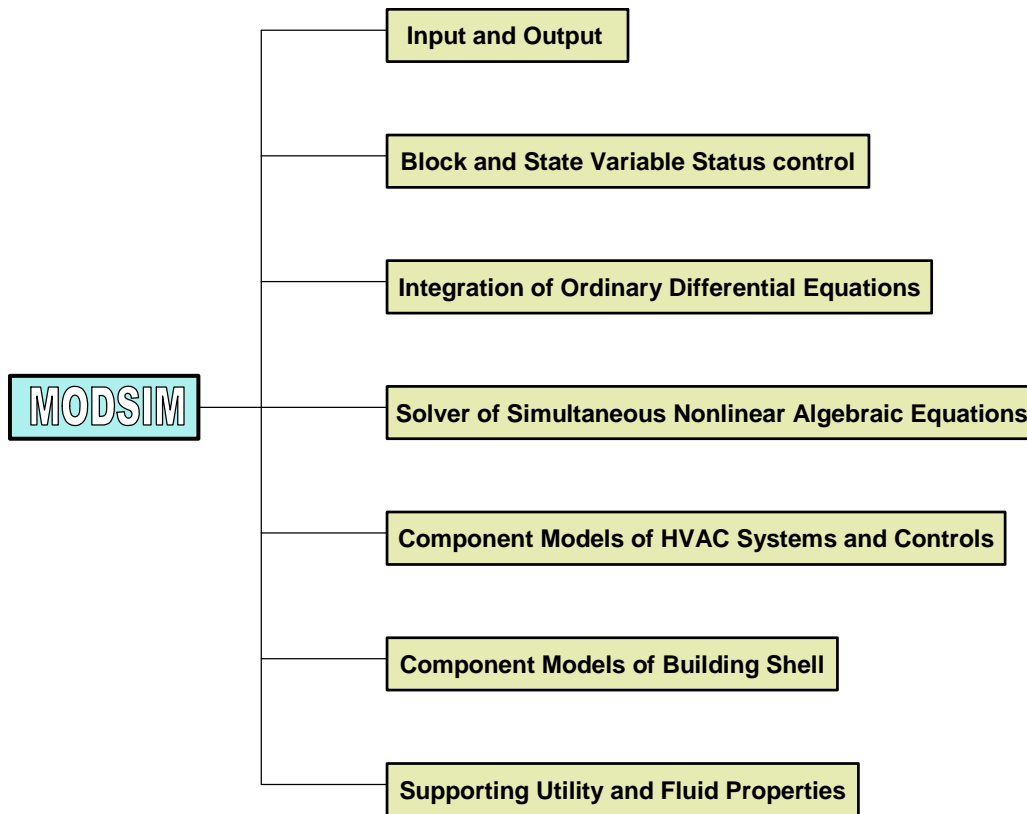 Input and Output
Block and State Variable Status control
Integration of Ordinary Differential Equations
MODSIM
Solver of Simultaneous Nonlinear Algebraic Equations
Component Models of HVAC Systems and Controls
Component Models of Building Shell
Supporting Utility and Fluid Properties